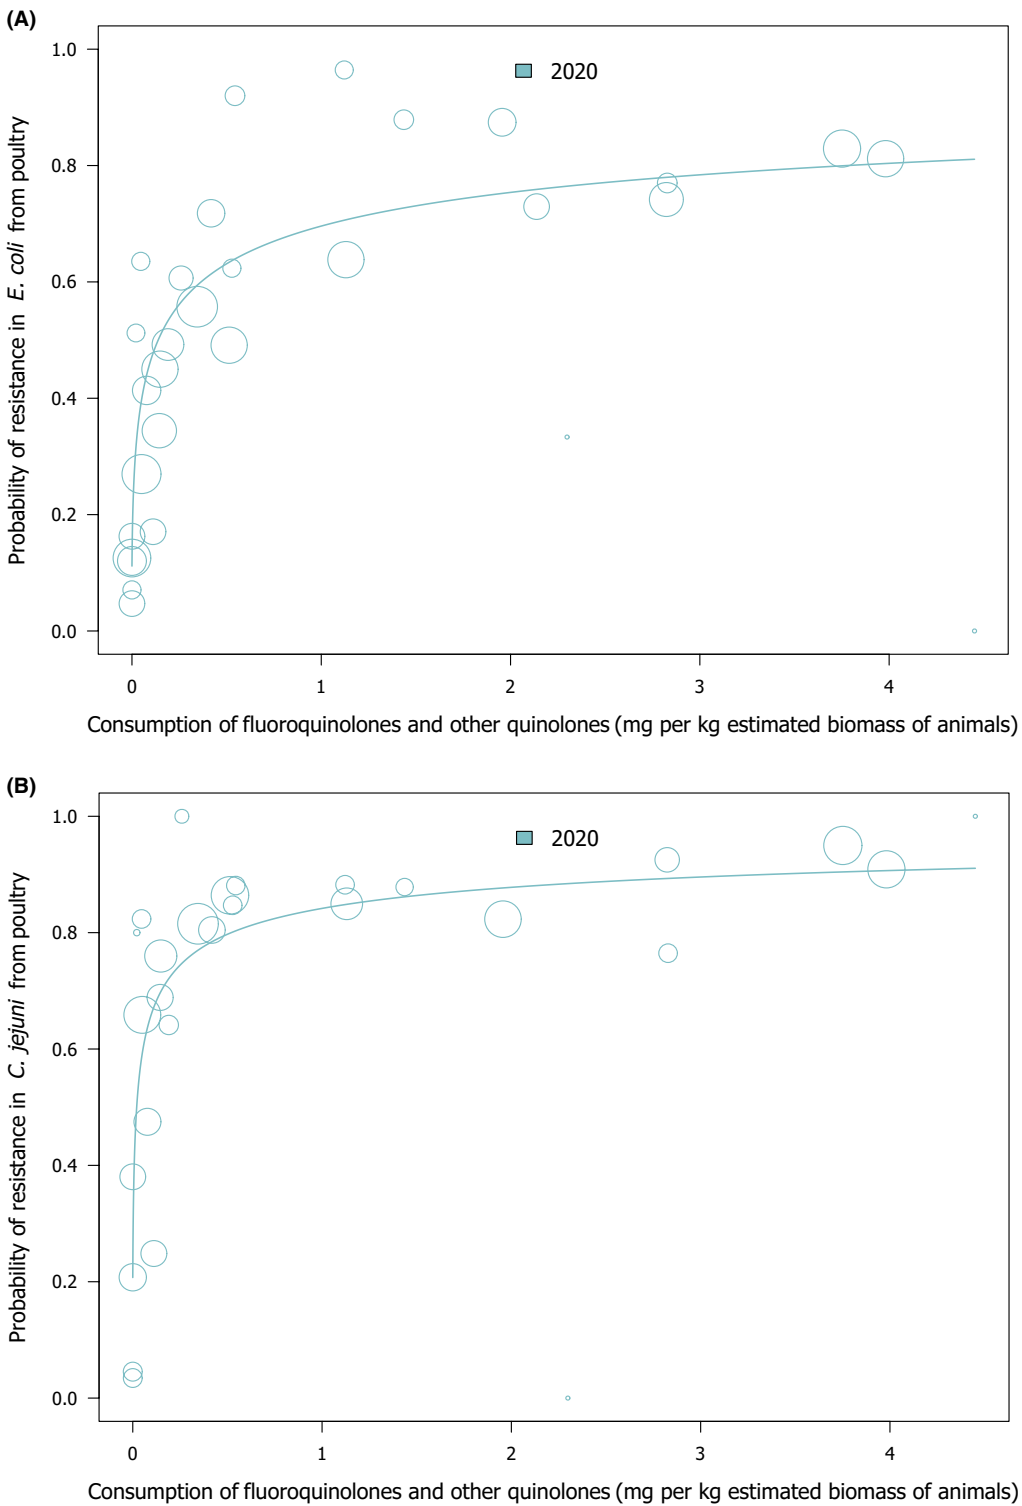 (A)
1.0
2020
0.8
0.6
0.4
0.2
0.0
Probability of resistance in E. coli from poultry
0 1 2 3 4
Consumption of fluoroquinolones and other quinolones (mg per kg estimated biomass of animals)
(B)
1.0
2020
0.8
0.6
0.4
0.2
0.0
Probability of resistance in C. jejuni from poultry
0 1 2 3 4
Consumption of fluoroquinolones and other quinolones (mg per kg estimated biomass of animals)